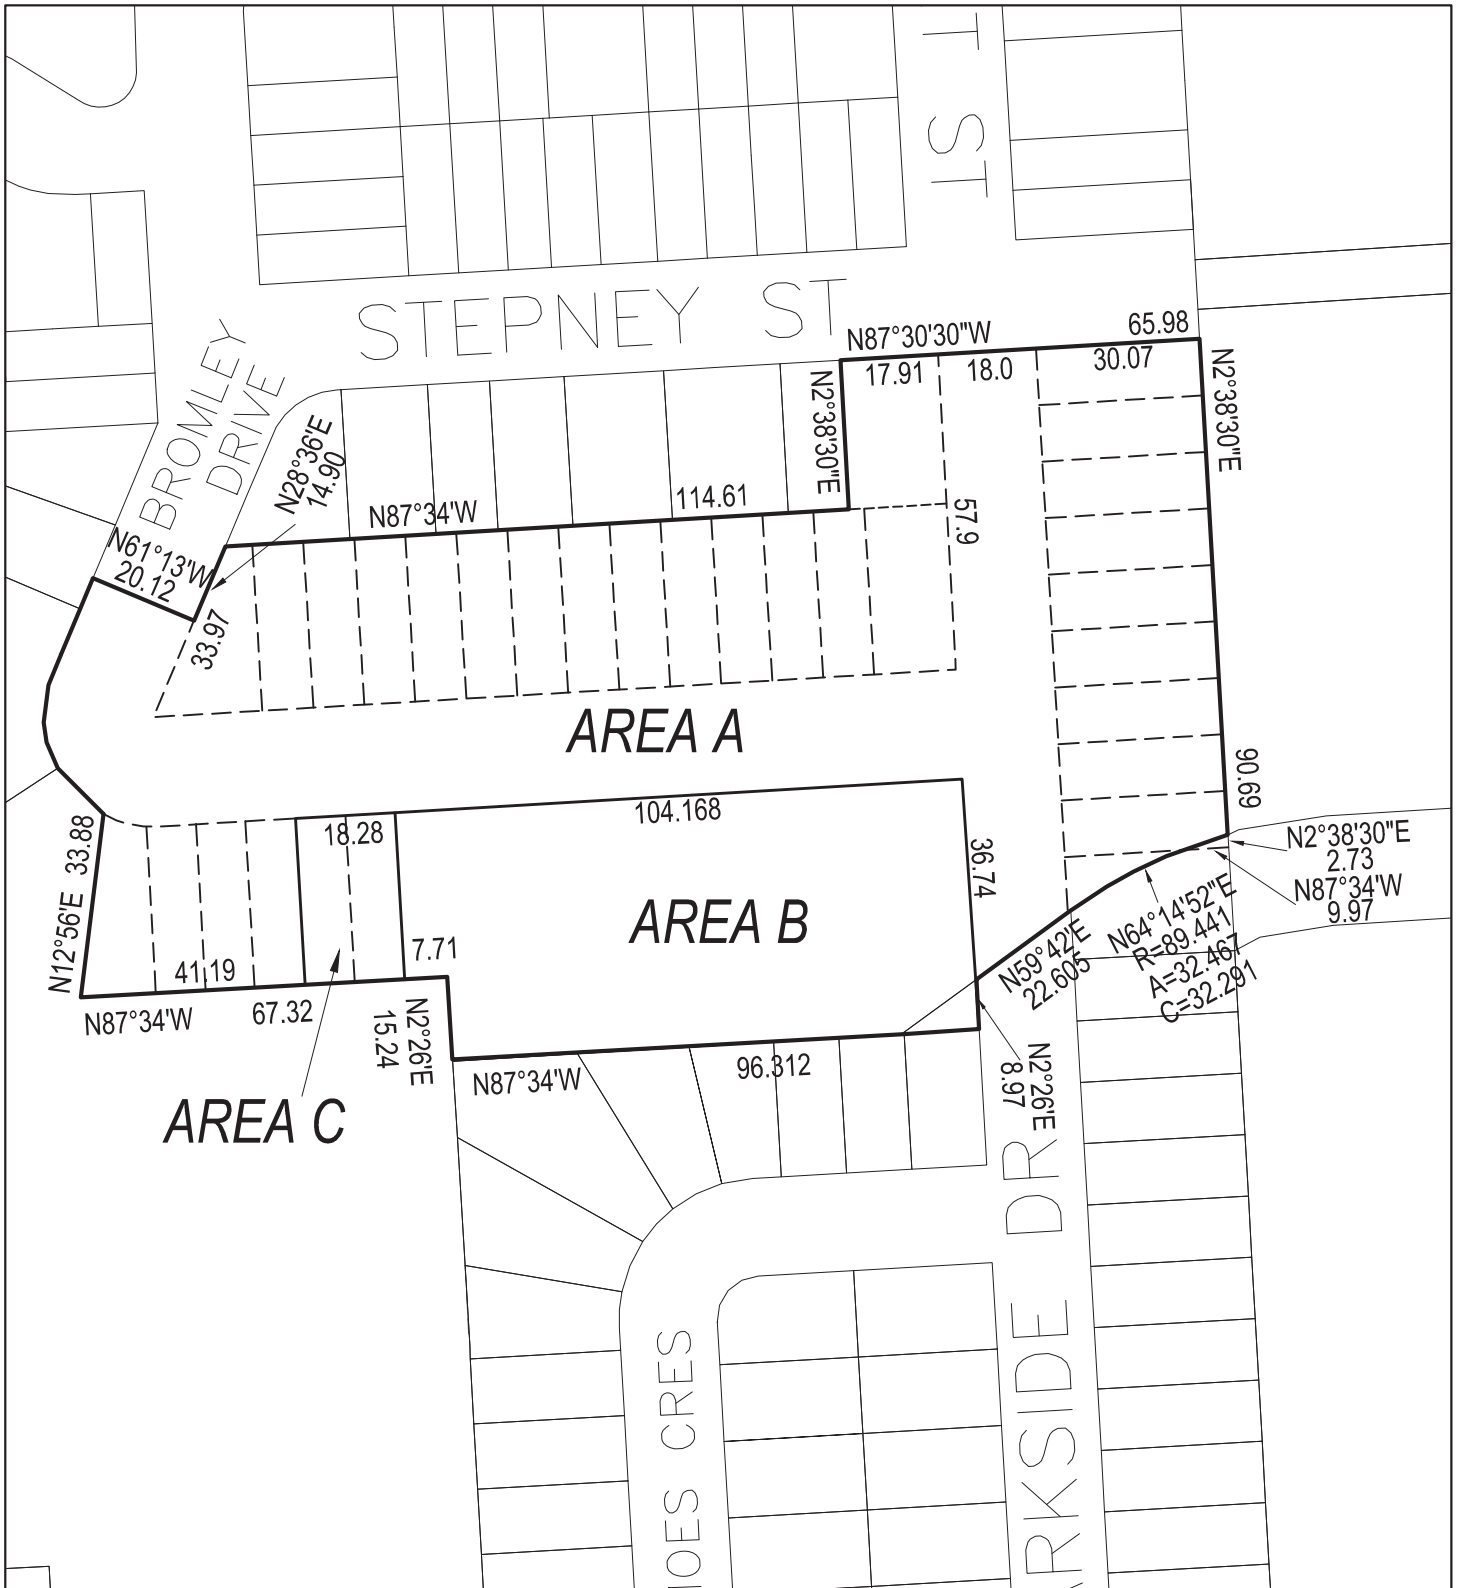 ST
STEPNEY ST
BROMLEY
DRIVE
N87°30'30"W
65.98
17.91
18.0
30.07
N2°38'30"E
N2°38'30"E
N28°36'E
14.90
N87°34'W
114.61
57.9
N61°13'W
20.12
33.97
AREA A
90.69
104.168
18.28
N12°56'E 33.88
36.74
N2°38'30"E
2.73
N87°34'W
9.97
AREA B
N64°14'52"E
R=89.441
A=32.467
C=32.291
7.71
41.19
N59°42'E
22.605
N87°34'W
67.32
N2°26'E
15.24
N87°34'W
96.312
N2°26'E
8.97
AREA C
RKSIDE DR
OES CRES